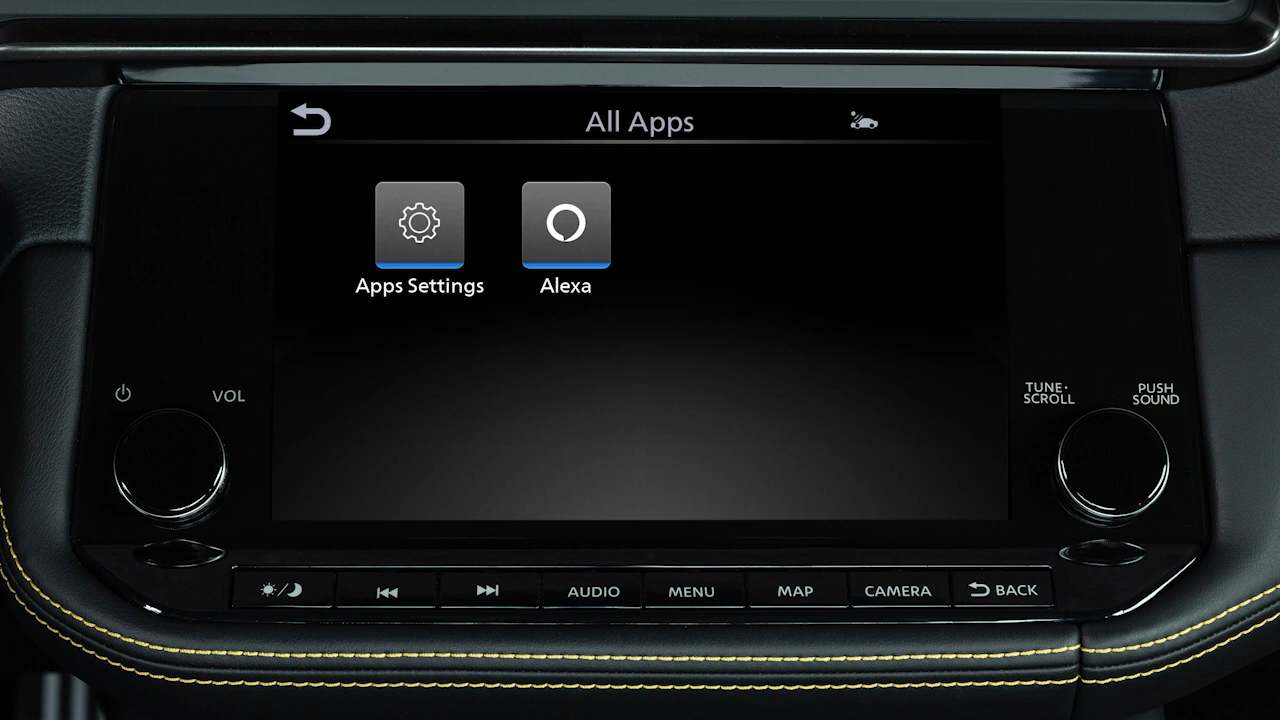 All Apps
Apps Settings
Alexa
VOL
TUNE·
SCROLL
PUSH
SOUND
AUDIO
MENU
MAP
CAMERA
BACK